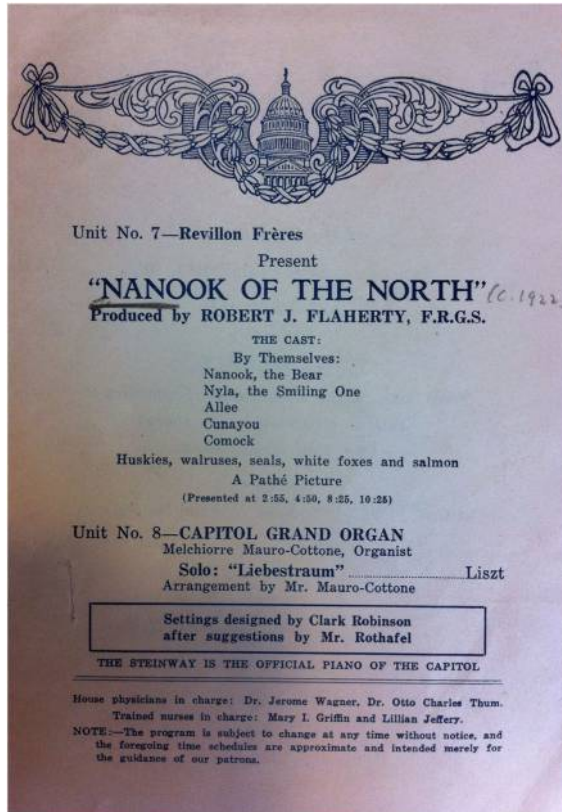 Unit No. 7—Revillon Frères
Present
"NANOOK OF THE NORTH" (c. 1922)
Produced by ROBERT J. FLAHERTY, F.R.G.S.
THE CAST:
By Themselves:
Nanook, the Bear
Nyla, the Smiling One
Allee
Cunayou
Comock
Huskies, walruses, seals, white foxes and salmon
A Pathé Picture
(Presented at 2:55, 4:50, 8:25, 10:25)
Unit No. 8—CAPITOL GRAND ORGAN
Melchiorre Mauro-Cottone, Organist
Solo: "Liebestraum" ........................ Liszt
Arrangement by Mr. Mauro-Cottone
Settings designed by Clark Robinson
after suggestions by Mr. Rothafel
THE STEINWAY IS THE OFFICIAL PIANO OF THE CAPITOL
House physicians in charge: Dr. Jerome Wagner, Dr. Otto Charles Thum.
Trained nurses in charge: Mary I. Griffin and Lillian Jeffery.
NOTE:—The program is subject to change at any time without notice, and
the foregoing time schedules are approximate and intended merely for
the guidance of our patrons.